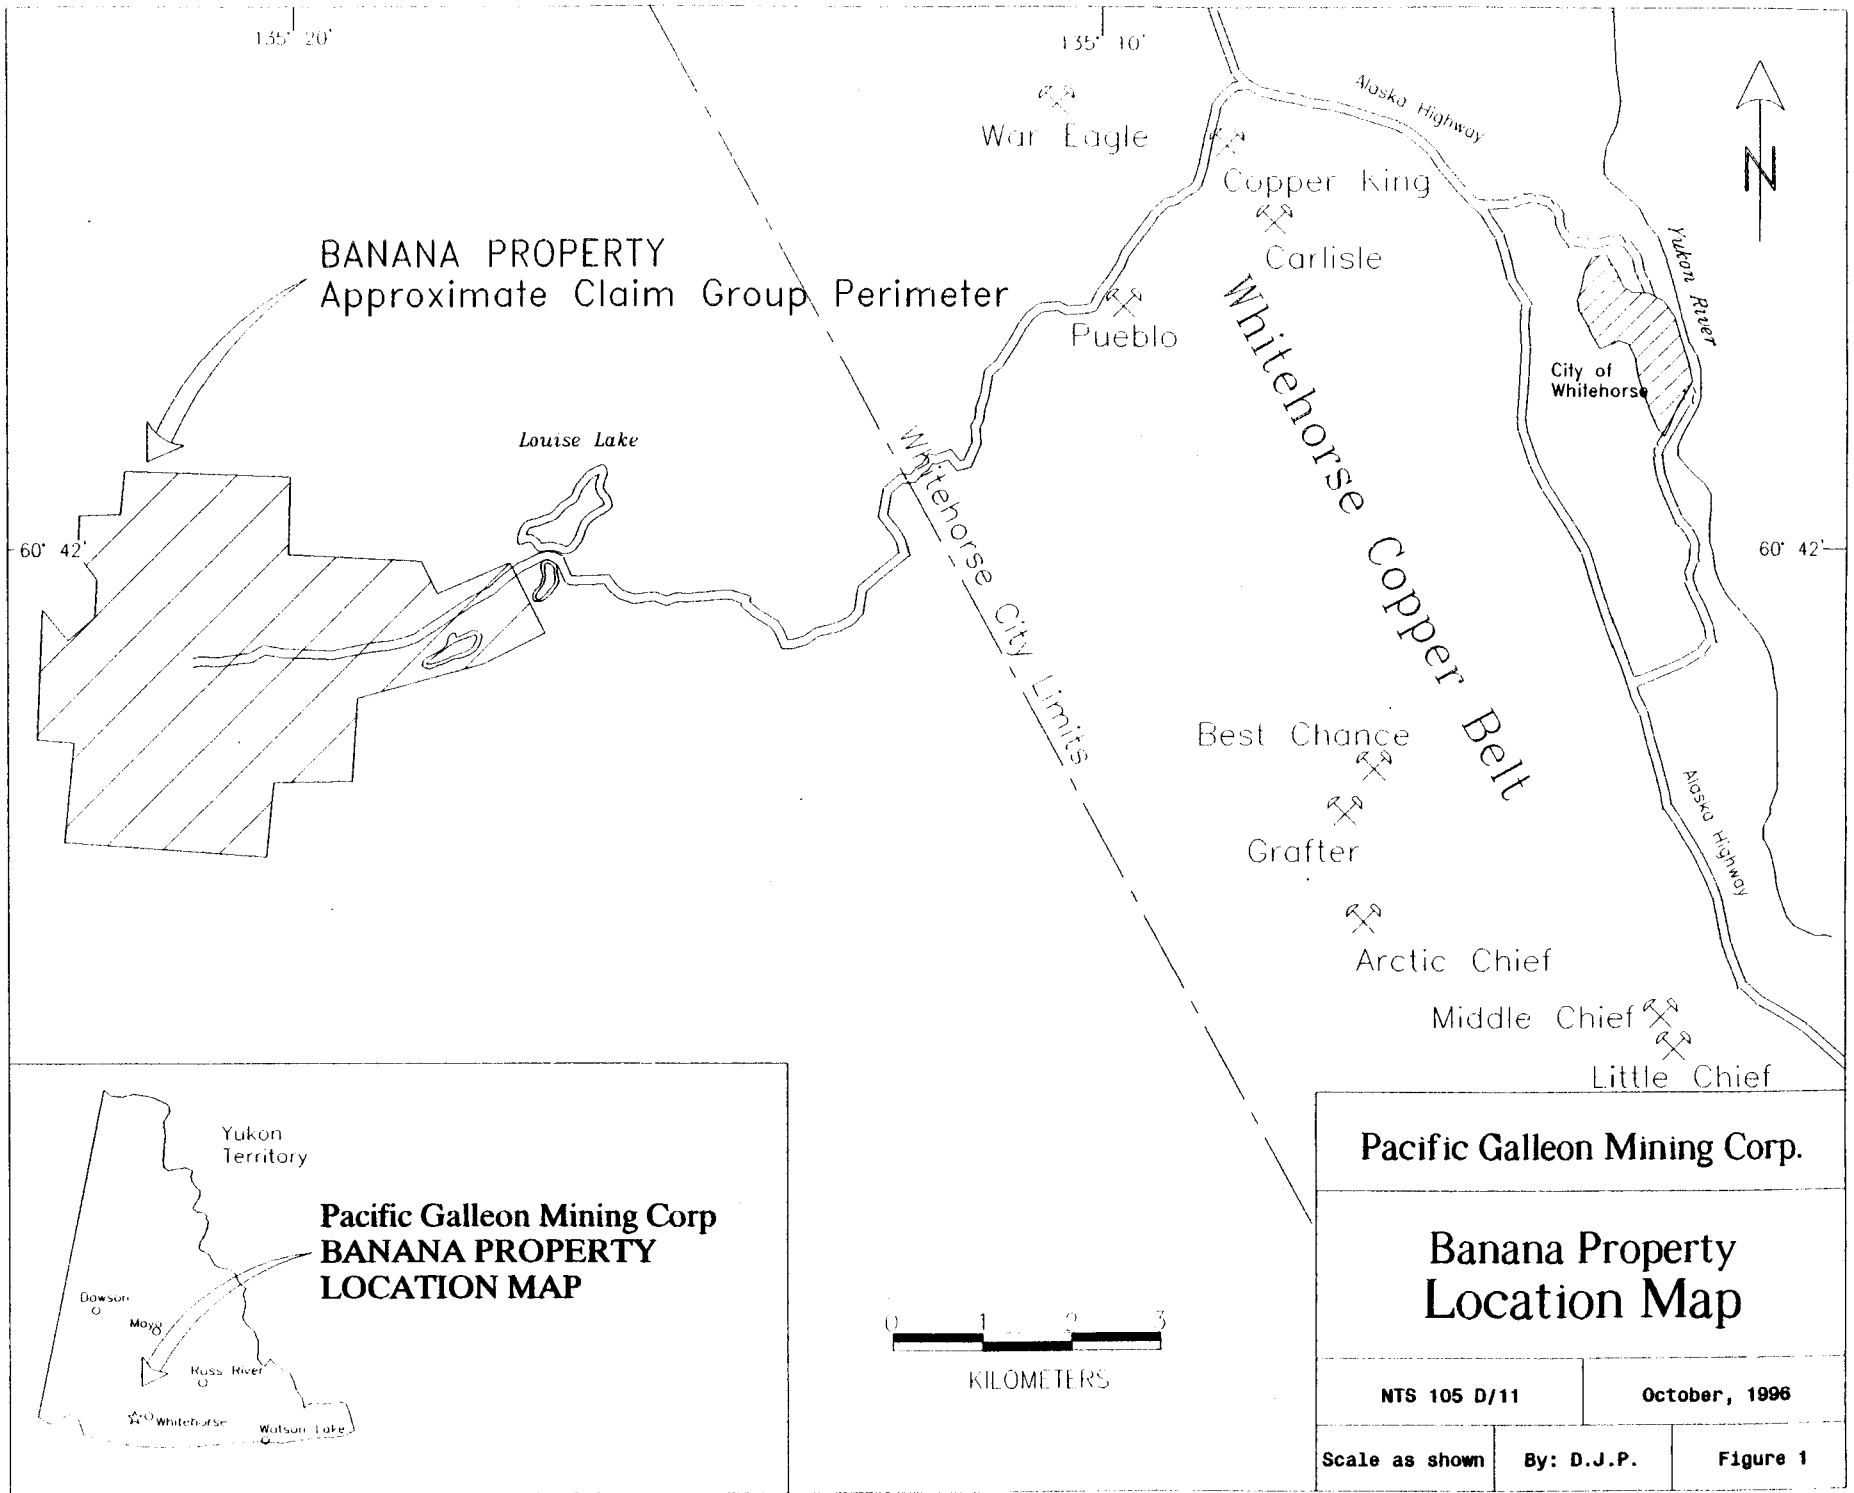 135° 20'
135° 10'
Alaska Highway
War Eagle
Copper King
N
Carlisle
Yukon River
BANANA PROPERTY
Approximate Claim Group Perimeter
Pueblo
City of
Whitehorse
Louise Lake
Whitehorse City Limits
Whitehorse Copper Belt
60° 42'
60° 42'
Best Chance
Grafter
Alaska Highway
Arctic Chief
Middle Chief
Little Chief
Yukon
Territory
Pacific Galleon Mining Corp
BANANA PROPERTY
LOCATION MAP
Dawson
Mayo
Russ River
Whitehorse
Watson Lake
0 1 2 3
KILOMETERS
Pacific Galleon Mining Corp.
Banana Property
Location Map
NTS 105 D/11
October, 1996
Scale as shown
By: D.J.P.
Figure 1